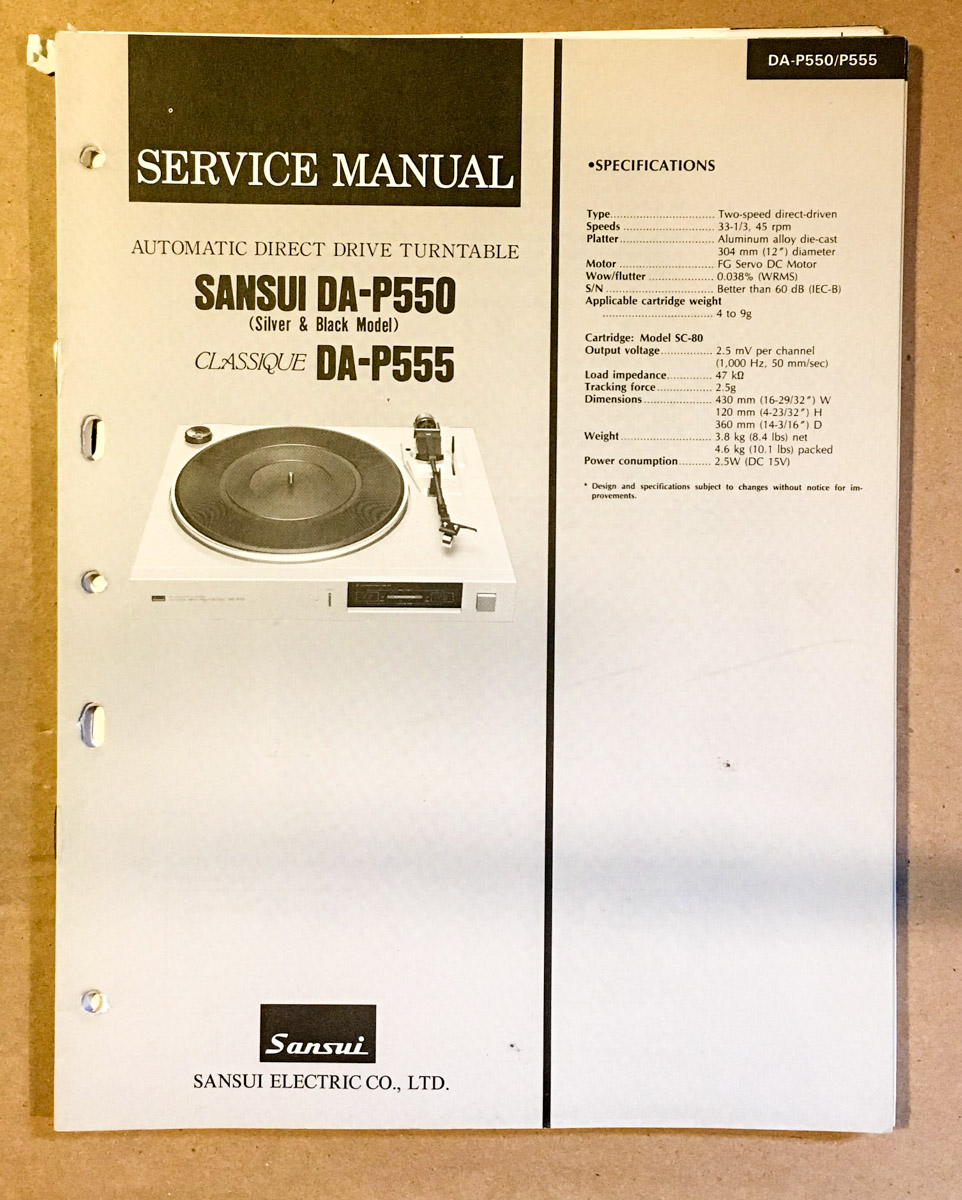 SERVICE MANUAL
AUTOMATIC DIRECT DRIVE TURNTABLE
SANSUI DA-P550
(Silver & Black Model)
CLASSIQUE DA-P555
Sansui
SANSUI ELECTRIC CO., LTD.
DA-P550/P555
•SPECIFICATIONS
Type.............................. Two-speed direct-driven
Speeds .......................... 33-1/3, 45 rpm
Platter........................... Aluminum alloy die-cast
304 mm (12″) diameter
Motor ........................... FG Servo DC Motor
Wow/flutter ................... 0.038% (WRMS)
S/N ............................... Better than 60 dB (IEC-B)
Applicable cartridge weight
................................ 4 to 9g
Cartridge: Model SC-80
Output voltage............... 2.5 mV per channel
(1,000 Hz, 50 mm/sec)
Load impedance............. 47 kΩ
Tracking force................ 2.5g
Dimensions .................... 430 mm (16-29/32″) W
120 mm (4-23/32″) H
360 mm (14-3/16″) D
Weight.......................... 3.8 kg (8.4 lbs) net
4.6 kg (10.1 lbs) packed
Power conumption.......... 2.5W (DC 15V)
* Design and specifications subject to changes without notice for im-
provements.